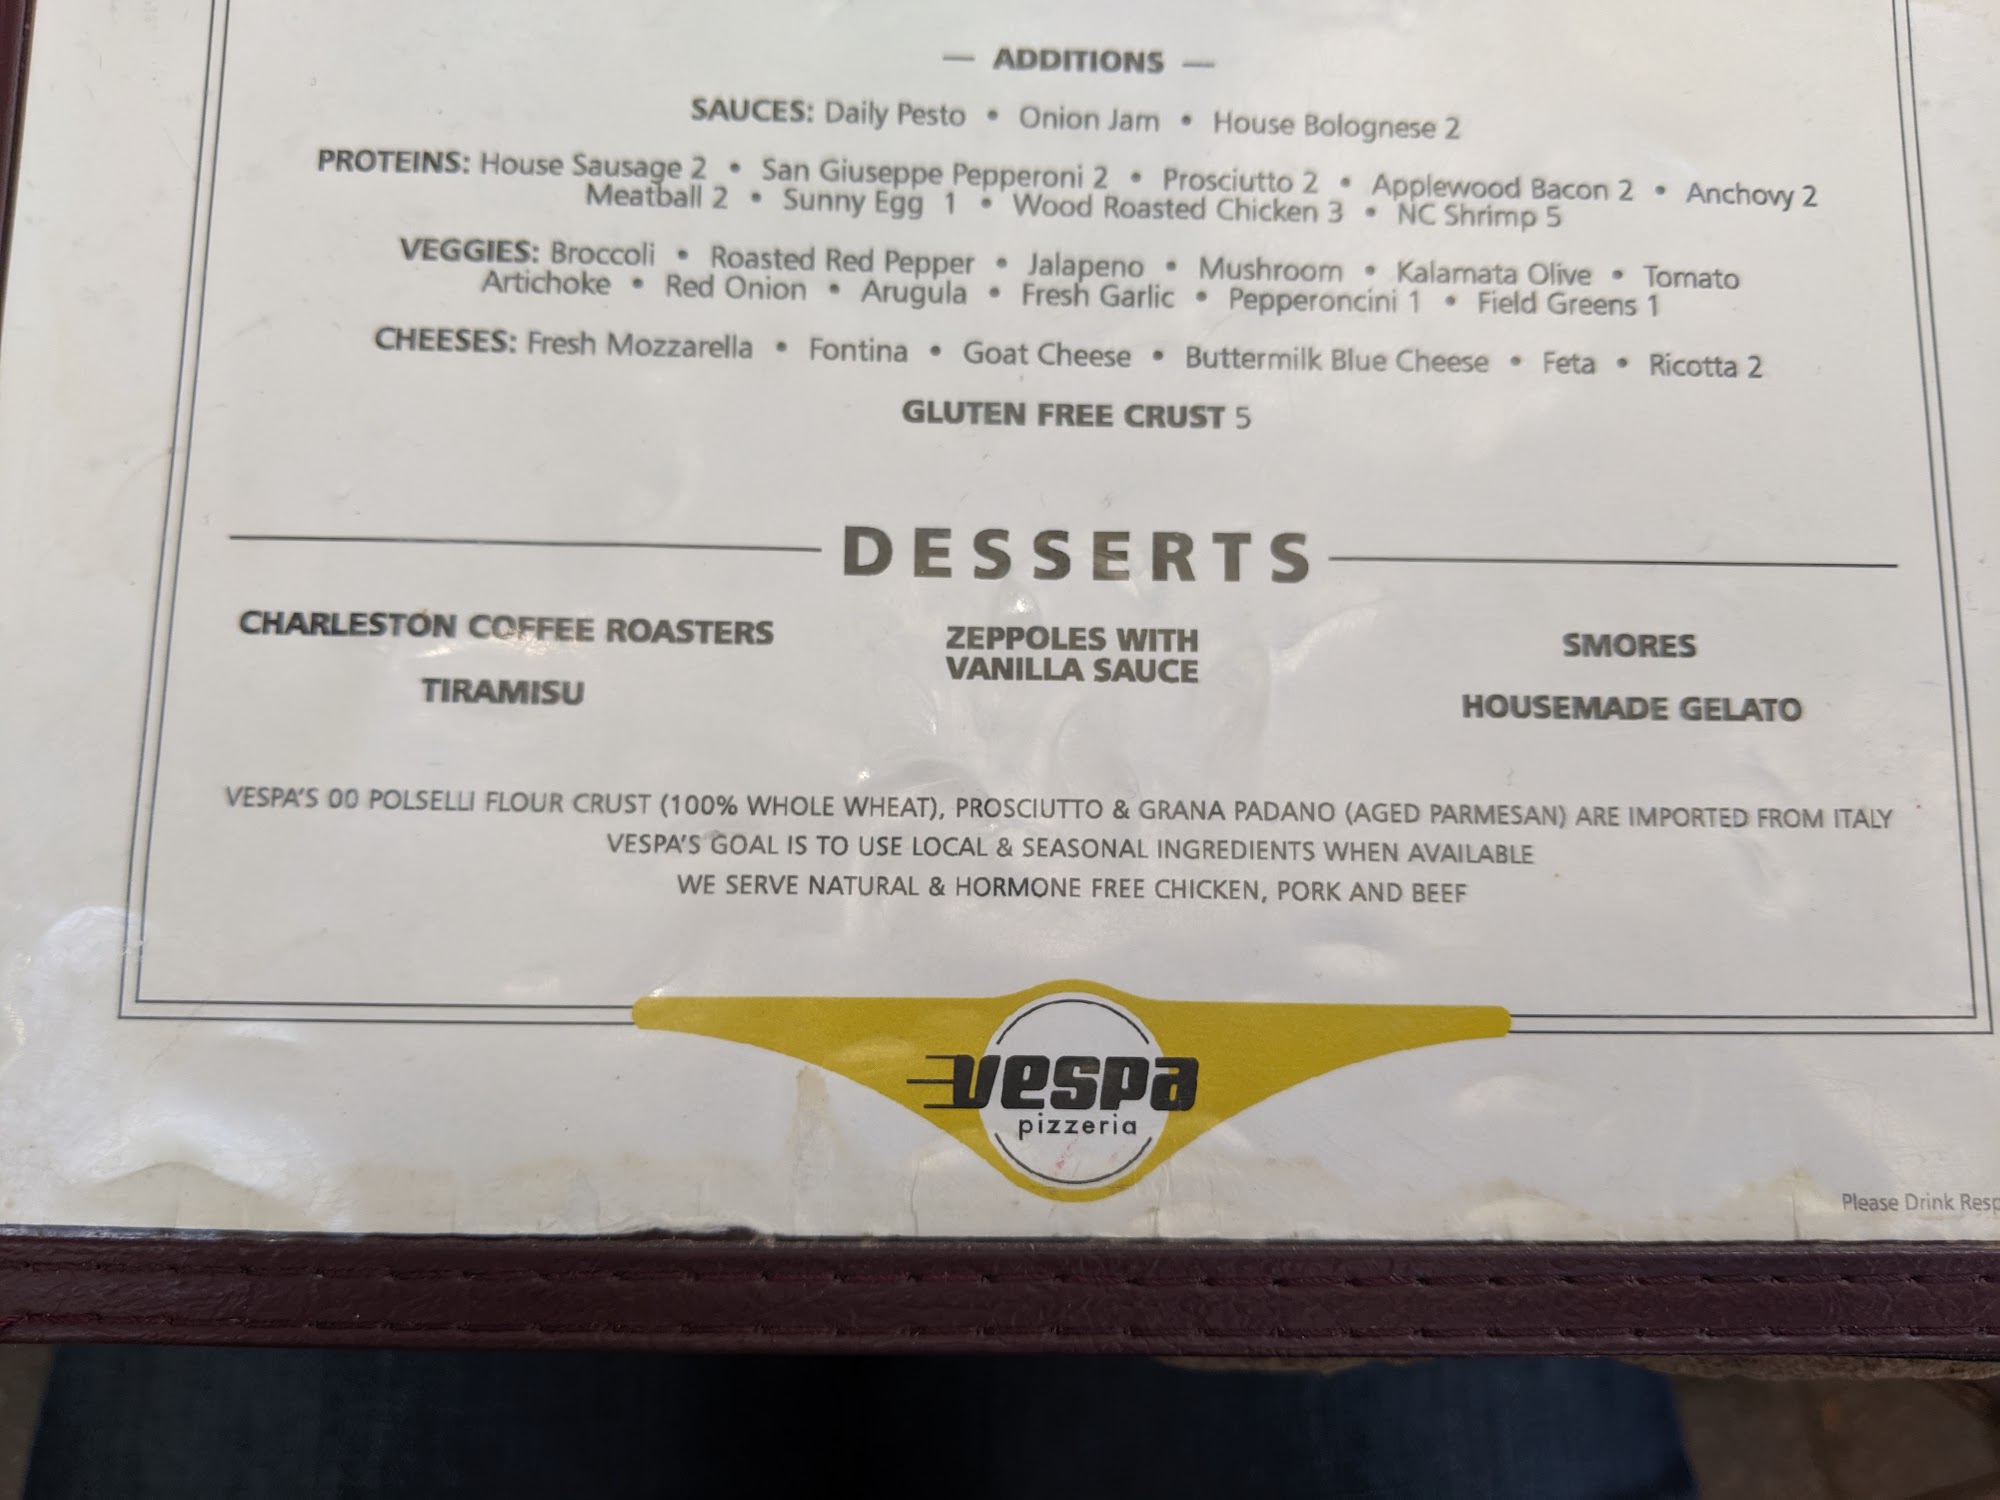 — ADDITIONS —
SAUCES: Daily Pesto • Onion Jam • House Bolognese 2
PROTEINS: House Sausage 2 • San Giuseppe Pepperoni 2 • Prosciutto 2 • Applewood Bacon 2 • Anchovy 2
Meatball 2 • Sunny Egg 1 • Wood Roasted Chicken 3 • NC Shrimp 5
VEGGIES: Broccoli • Roasted Red Pepper • Jalapeno • Mushroom • Kalamata Olive • Tomato
Artichoke • Red Onion • Arugula • Fresh Garlic • Pepperoncini 1 • Field Greens 1
CHEESES: Fresh Mozzarella • Fontina • Goat Cheese • Buttermilk Blue Cheese • Feta • Ricotta 2
GLUTEN FREE CRUST 5
DESSERTS
CHARLESTON COFFEE ROASTERS
TIRAMISU
ZEPPOLES WITH
VANILLA SAUCE
SMORES
HOUSEMADE GELATO
VESPA'S 00 POLSELLI FLOUR CRUST (100% WHOLE WHEAT), PROSCIUTTO & GRANA PADANO (AGED PARMESAN) ARE IMPORTED FROM ITALY
VESPA'S GOAL IS TO USE LOCAL & SEASONAL INGREDIENTS WHEN AVAILABLE
WE SERVE NATURAL & HORMONE FREE CHICKEN, PORK AND BEEF
vespa
pizzeria
Please Drink Resp